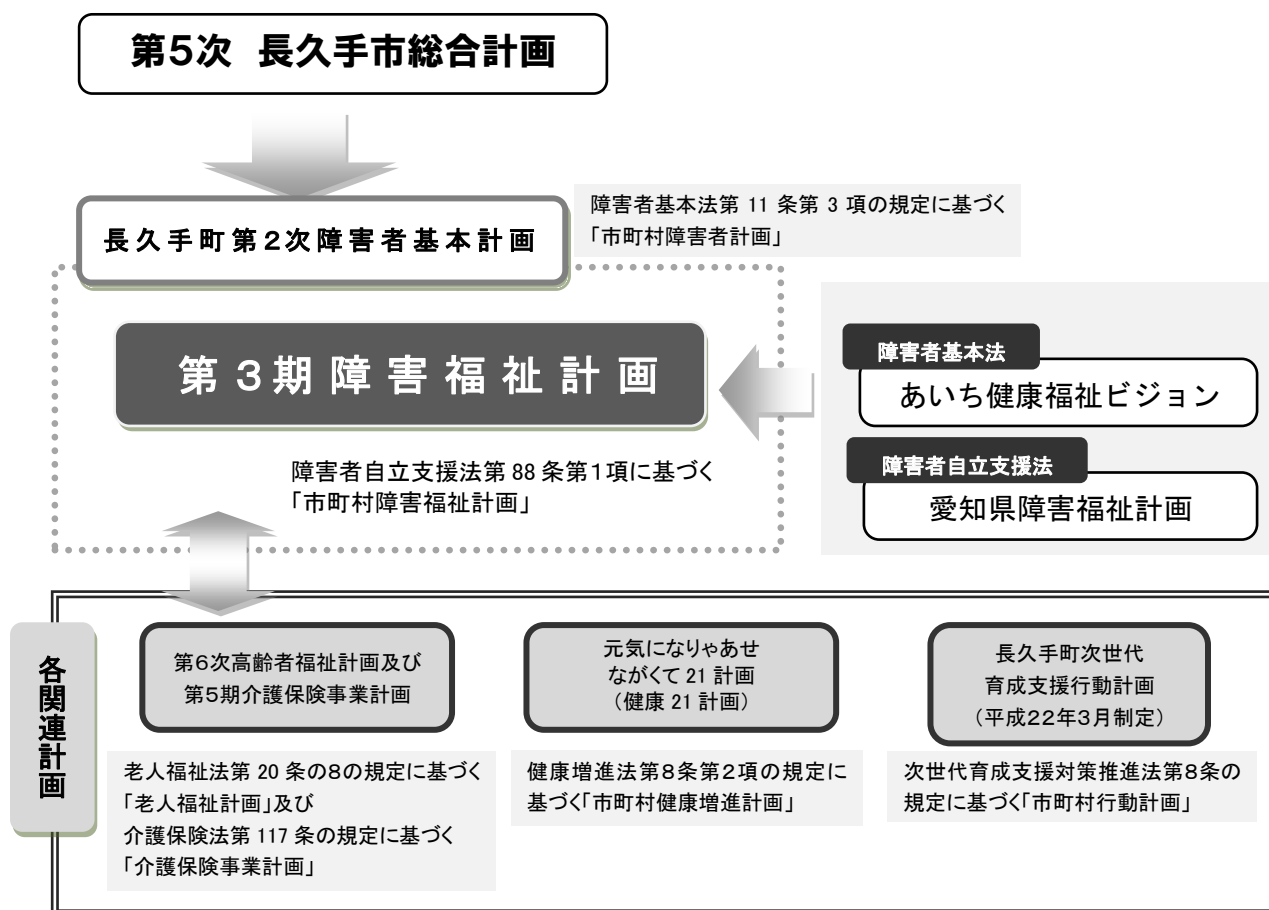 第5次 長久手市総合計画
長久手町第2次障害者基本計画
障害者基本法第 11 条第 3 項の規定に基づく
「市町村障害者計画」
第3期障害福祉計画
障害者自立支援法第 88 条第1項に基づく
「市町村障害福祉計画」
障害者基本法
あいち健康福祉ビジョン
障害者自立支援法
愛知県障害福祉計画
各関連計画
第6次高齢者福祉計画及び
第5期介護保険事業計画
老人福祉法第 20 条の8の規定に基づく
「老人福祉計画」及び
介護保険法第 117 条の規定に基づく
「介護保険事業計画」
元気になりゃあせ
ながくて 21 計画
(健康 21 計画)
健康増進法第8条第2項の規定に
基づく「市町村健康増進計画」
長久手町次世代
育成支援行動計画
(平成22年3月制定)
次世代育成支援対策推進法第8条の
規定に基づく「市町村行動計画」